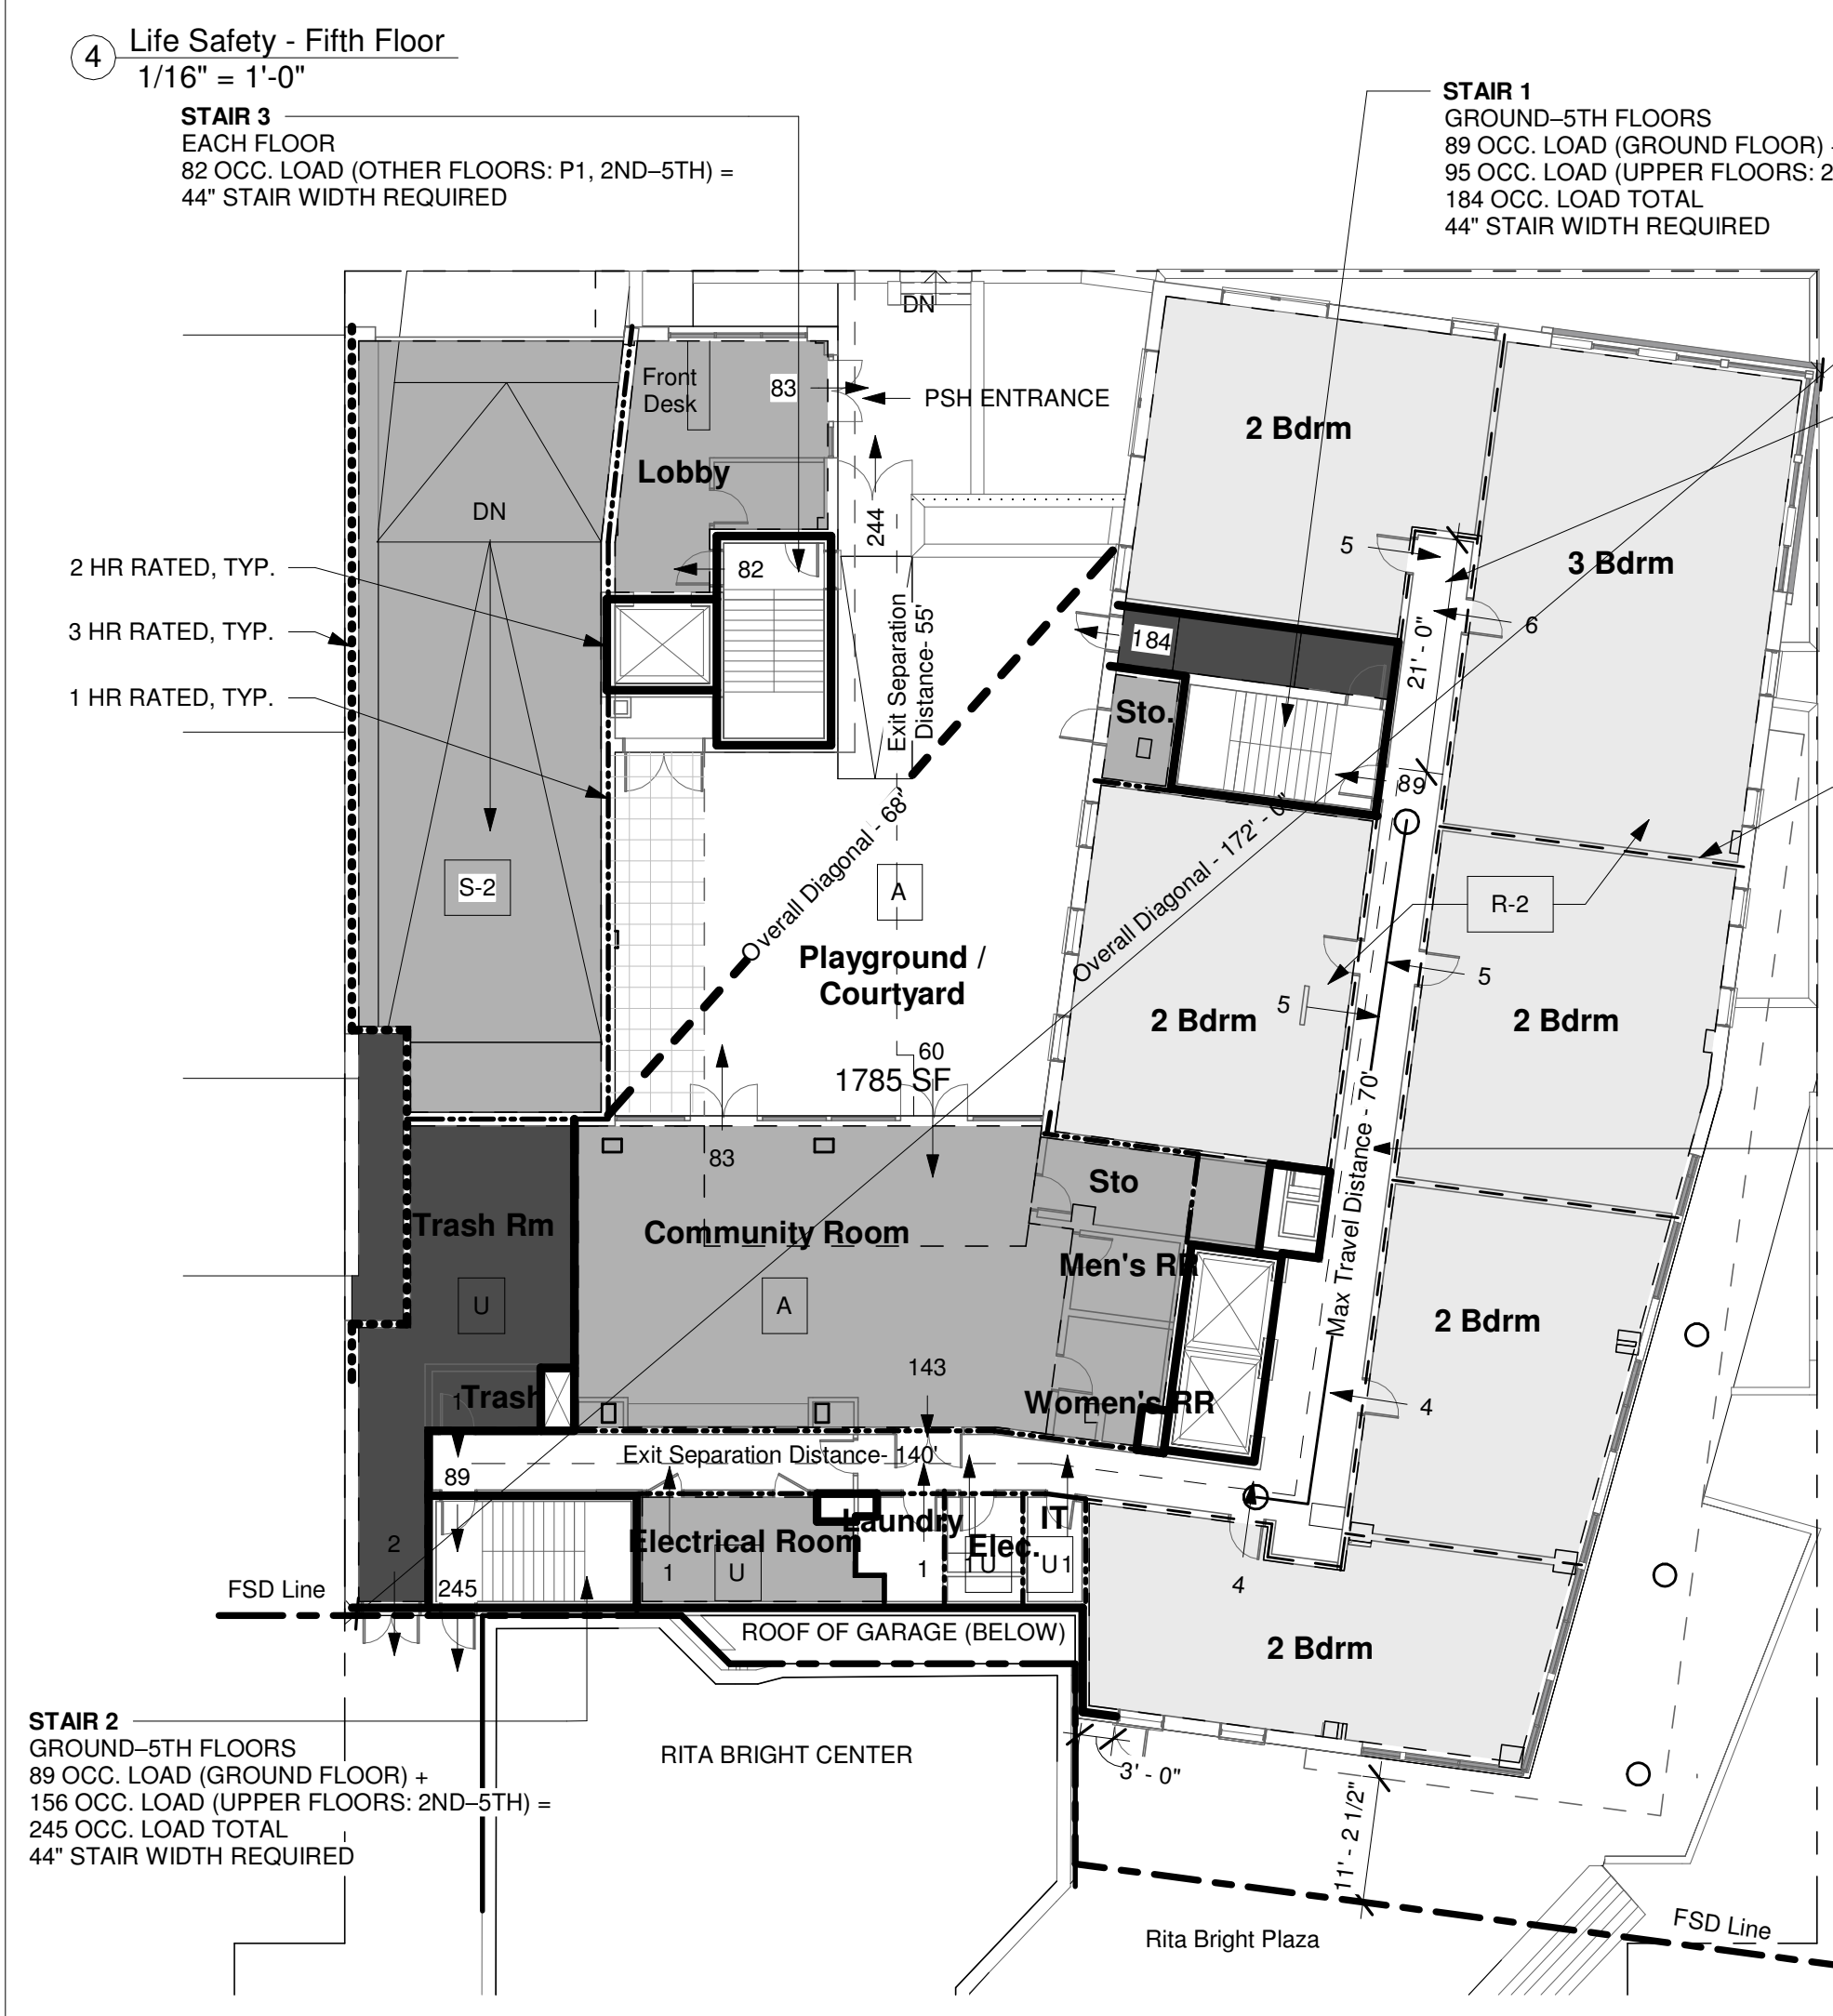 4
Life Safety - Fifth Floor
1/16" = 1'-0"
STAIR 3
EACH FLOOR
82 OCC. LOAD (OTHER FLOORS: P1, 2ND–5TH) =
44" STAIR WIDTH REQUIRED
STAIR 1
GROUND–5TH FLOORS
89 OCC. LOAD (GROUND FLOOR)
95 OCC. LOAD (UPPER FLOORS: 2
184 OCC. LOAD TOTAL
44" STAIR WIDTH REQUIRED
DN
Front
Desk
83
PSH ENTRANCE
2 Bdrm
Lobby
DN
244
5
3 Bdrm
2 HR RATED, TYP.
82
Exit Separation
Distance- 55'
6
3 HR RATED, TYP.
184
21' - 0"
1 HR RATED, TYP.
Sto.
89
Overall Diagonal - 68'
Overall Diagonal - 172' - 0"
S-2
A
R-2
Playground /
Courtyard
5
5
2 Bdrm
2 Bdrm
60
1785 SF
Max Travel Distance - 70'
83
Sto
Trash Rm
Community Room
Men's RR
U
A
2 Bdrm
143
1
Trash
Women's RR
4
Exit Separation Distance- 140'
89
Laundry
IT
Electrical Room
Elec.
2
1
U
1
1U
U1
4
FSD Line
245
ROOF OF GARAGE (BELOW)
2 Bdrm
STAIR 2
GROUND–5TH FLOORS
89 OCC. LOAD (GROUND FLOOR) +
156 OCC. LOAD (UPPER FLOORS: 2ND–5TH) =
245 OCC. LOAD TOTAL
44" STAIR WIDTH REQUIRED
RITA BRIGHT CENTER
3' - 0"
11' - 2 1/2"
Rita Bright Plaza
FSD Line